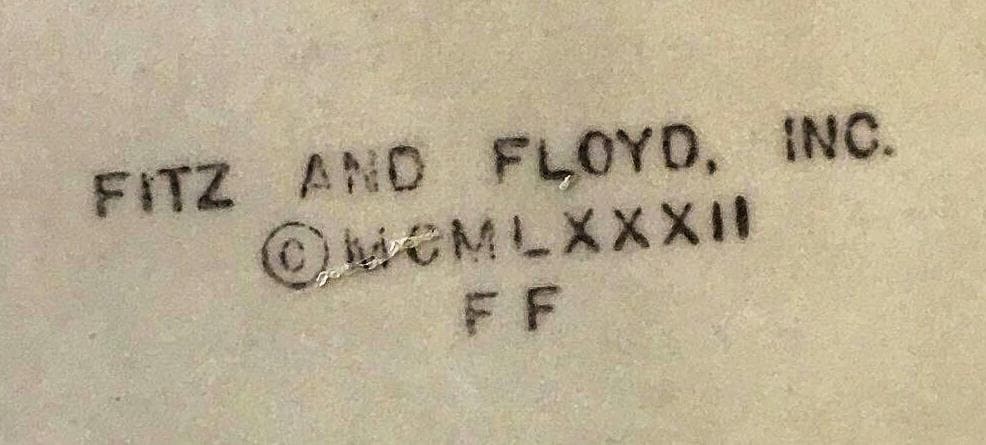 FITZ AND FLOYD, INC.
©MCMLXXXII
FF